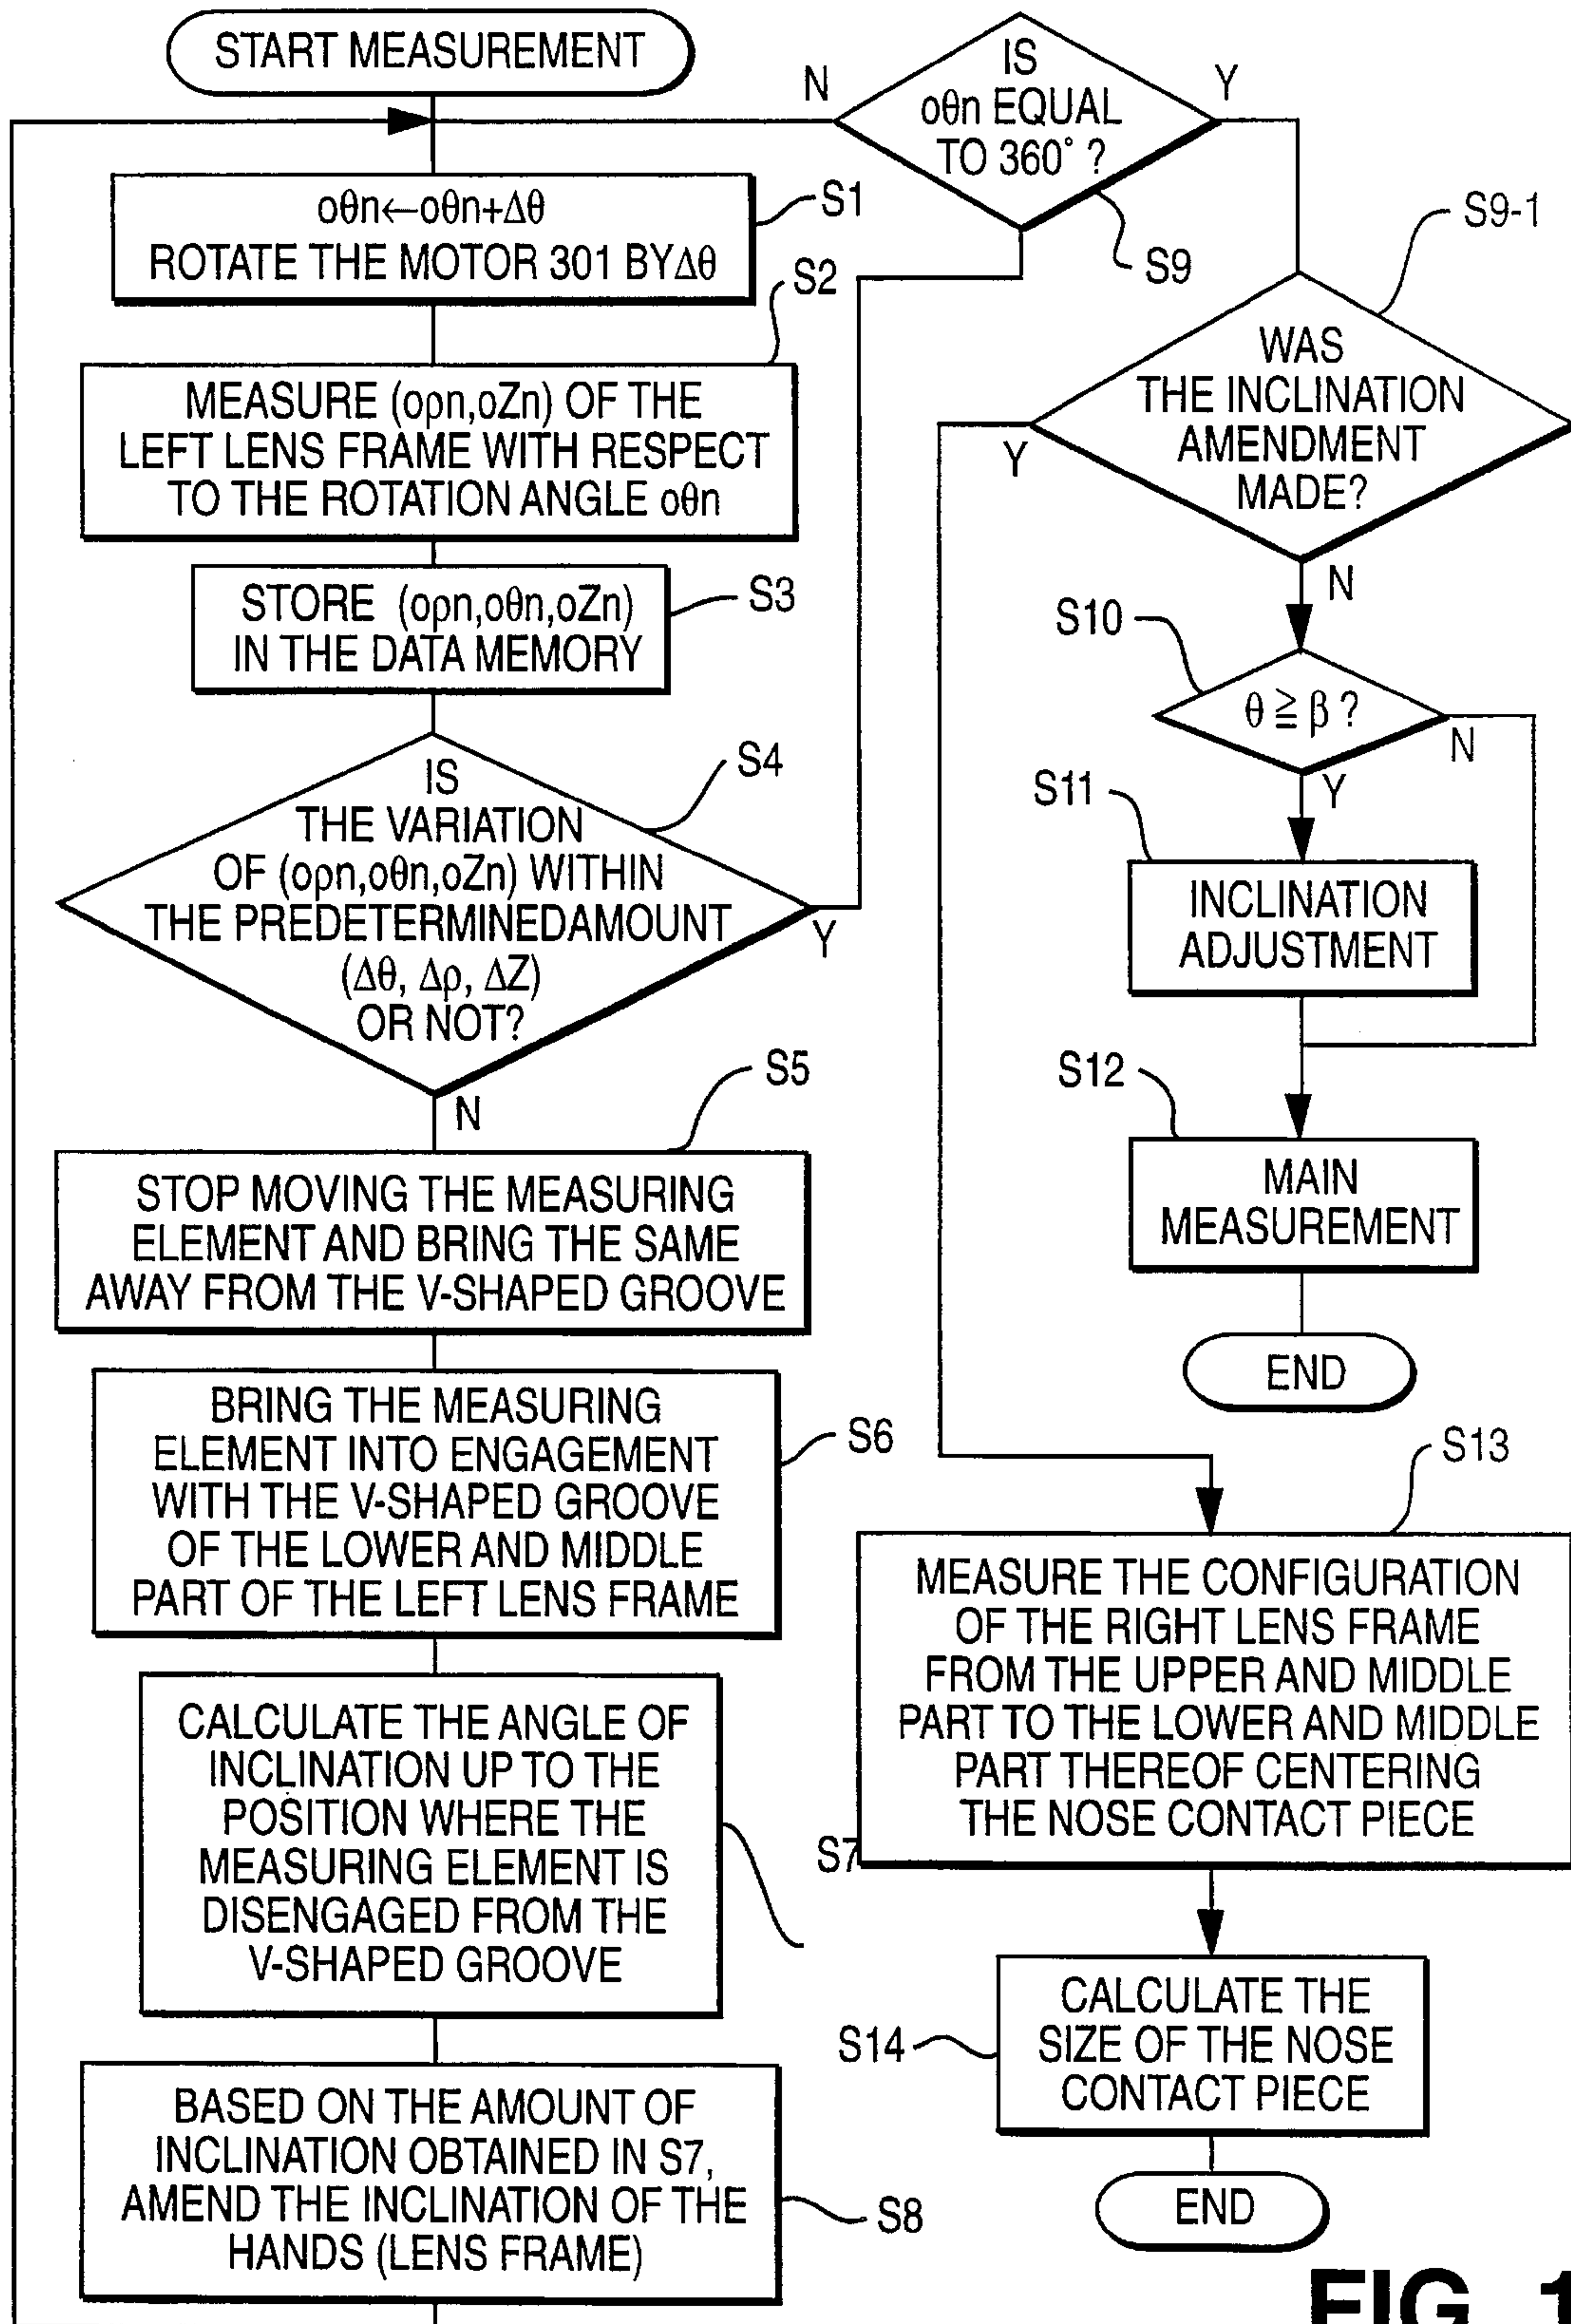 START MEASUREMENT
oθn←oθn+Δθ
ROTATE THE MOTOR 301 BYΔθ
S1
MEASURE (oρn,oZn) OF THE
LEFT LENS FRAME WITH RESPECT
TO THE ROTATION ANGLE oθn
S2
STORE (oρn,oθn,oZn)
IN THE DATA MEMORY
S3
IS
THE VARIATION
OF (oρn,oθn,oZn) WITHIN
THE PREDETERMINEDAMOUNT
(Δθ, Δρ, ΔZ)
OR NOT?
S4
Y
N
STOP MOVING THE MEASURING
ELEMENT AND BRING THE SAME
AWAY FROM THE V-SHAPED GROOVE
S5
BRING THE MEASURING
ELEMENT INTO ENGAGEMENT
WITH THE V-SHAPED GROOVE
OF THE LOWER AND MIDDLE
PART OF THE LEFT LENS FRAME
S6
CALCULATE THE ANGLE OF
INCLINATION UP TO THE
POSITION WHERE THE
MEASURING ELEMENT IS
DISENGAGED FROM THE
V-SHAPED GROOVE
S7
BASED ON THE AMOUNT OF
INCLINATION OBTAINED IN S7,
AMEND THE INCLINATION OF THE
HANDS (LENS FRAME)
S8
IS
oθn EQUAL
TO 360° ?
N
Y
S9
WAS
THE INCLINATION
AMENDMENT
MADE?
S9-1
Y
N
θ ≧ β ?
S10
N
Y
INCLINATION
ADJUSTMENT
S11
MAIN
MEASUREMENT
S12
END
MEASURE THE CONFIGURATION
OF THE RIGHT LENS FRAME
FROM THE UPPER AND MIDDLE
PART TO THE LOWER AND MIDDLE
PART THEREOF CENTERING
THE NOSE CONTACT PIECE
S13
CALCULATE THE
SIZE OF THE NOSE
CONTACT PIECE
S14
END
FIG. 1